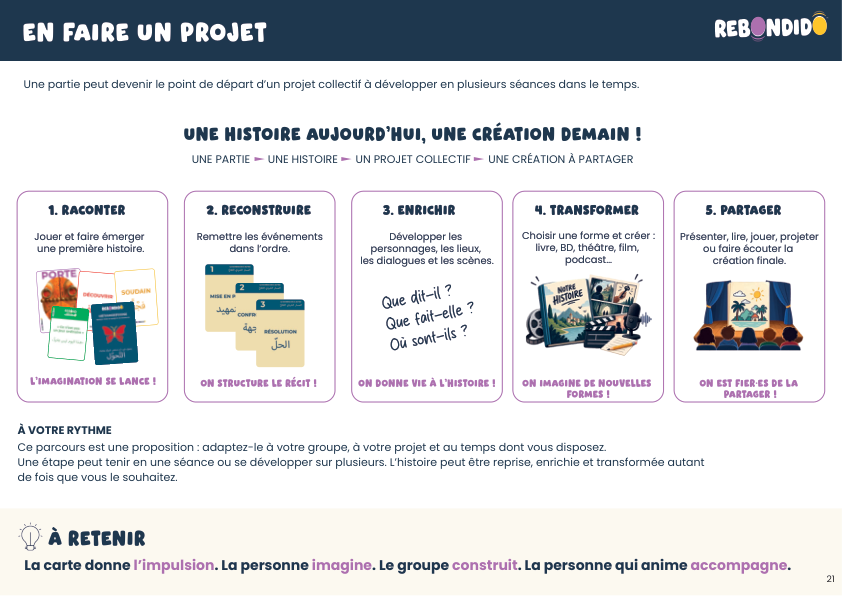 EN FAIRE UN PROJET
REBONDIDO
Une partie peut devenir le point de départ d'un projet collectif à développer en plusieurs séances dans le temps.
UNE HISTOIRE AUJOURD'HUI, UNE CRÉATION DEMAIN !
UNE PARTIE ► UNE HISTOIRE ► UN PROJET COLLECTIF ► UNE CRÉATION À PARTAGER
1. RACONTER
Jouer et faire émerger
une première histoire.
PORTE
DÉCOUVRIR
SOUDAIN
L'IMAGINATION SE LANCE !
2. RECONSTRUIRE
Remettre les événements
dans l'ordre.
1
MISE EN P
2
CONFR
3
RÉSOLUTION
الحلّ
ON STRUCTURE LE RÉCIT !
3. ENRICHIR
Développer les
personnages, les lieux,
les dialogues et les scènes.
Que dit-il ?
Que fait-elle ?
Où sont-ils ?
ON DONNE VIE À L'HISTOIRE !
4. TRANSFORMER
Choisir une forme et créer :
livre, BD, théâtre, film,
podcast...
NOTRE
HISTOIRE
ON IMAGINE DE NOUVELLES
FORMES !
5. PARTAGER
Présenter, lire, jouer, projeter
ou faire écouter la
création finale.
ON EST FIER·ES DE LA
PARTAGER !
À VOTRE RYTHME
Ce parcours est une proposition : adaptez-le à votre groupe, à votre projet et au temps dont vous disposez.
Une étape peut tenir en une séance ou se développer sur plusieurs. L'histoire peut être reprise, enrichie et transformée autant
de fois que vous le souhaitez.
À RETENIR
La carte donne l'impulsion. La personne imagine. Le groupe construit. La personne qui anime accompagne.
21